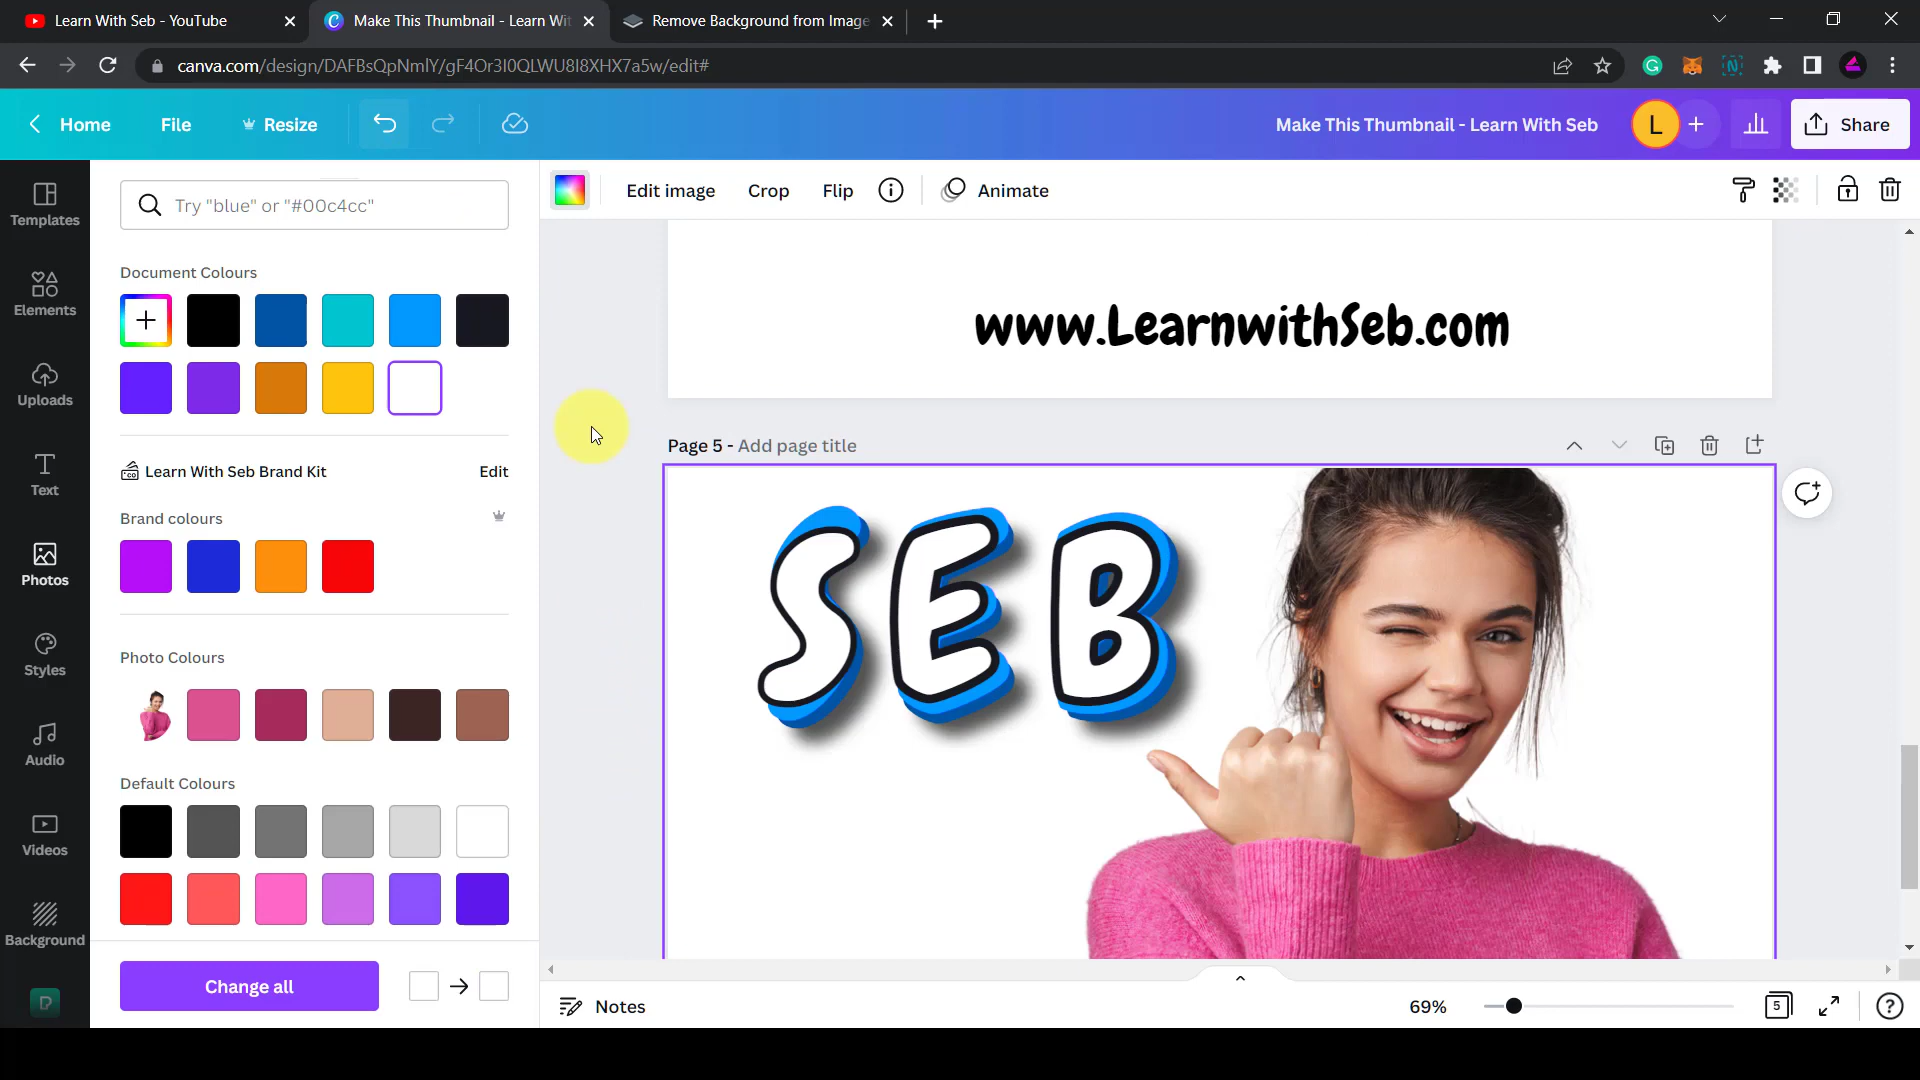 Learn With Seb - YouTube
Make This Thumbnail - Learn Wit
Remove Background from Image
canva.com/design/DAFBsQpNmlY/gF4Or3I0QLWU8I8XHX7a5w/edit#
Home
File
Resize
Make This Thumbnail - Learn With Seb
L
Share
Templates
Elements
Uploads
Text
Photos
Styles
Audio
Videos
Background
Try "blue" or "#00c4cc"
Document Colours
Learn With Seb Brand Kit
Edit
Brand colours
Photo Colours
Default Colours
Change all
Edit image
Crop
Flip
Animate
www.LearnwithSeb.com
Page 5 - Add page title
SEB
Notes
69%
5